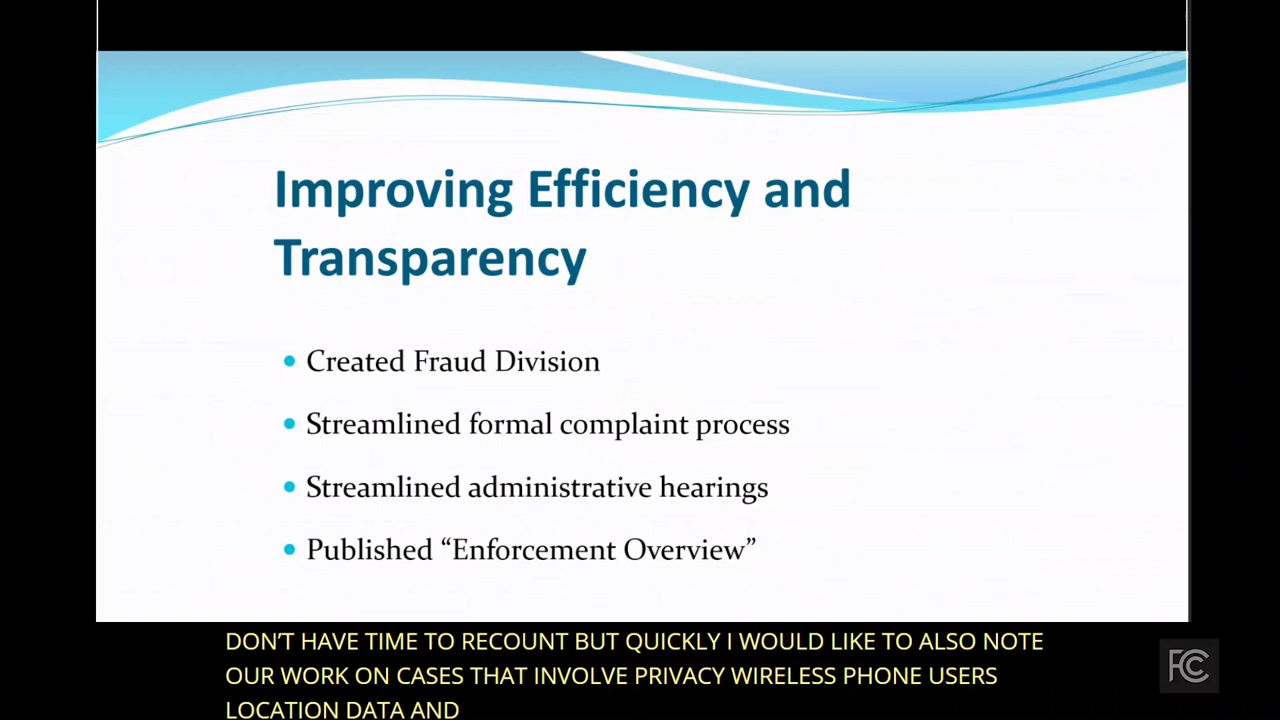 Improving Efficiency and
Transparency
• Created Fraud Division
• Streamlined formal complaint process
• Streamlined administrative hearings
• Published “Enforcement Overview”
DON’T HAVE TIME TO RECOUNT BUT QUICKLY I WOULD LIKE TO ALSO NOTE
OUR WORK ON CASES THAT INVOLVE PRIVACY WIRELESS PHONE USERS
LOCATION DATA AND
FCC